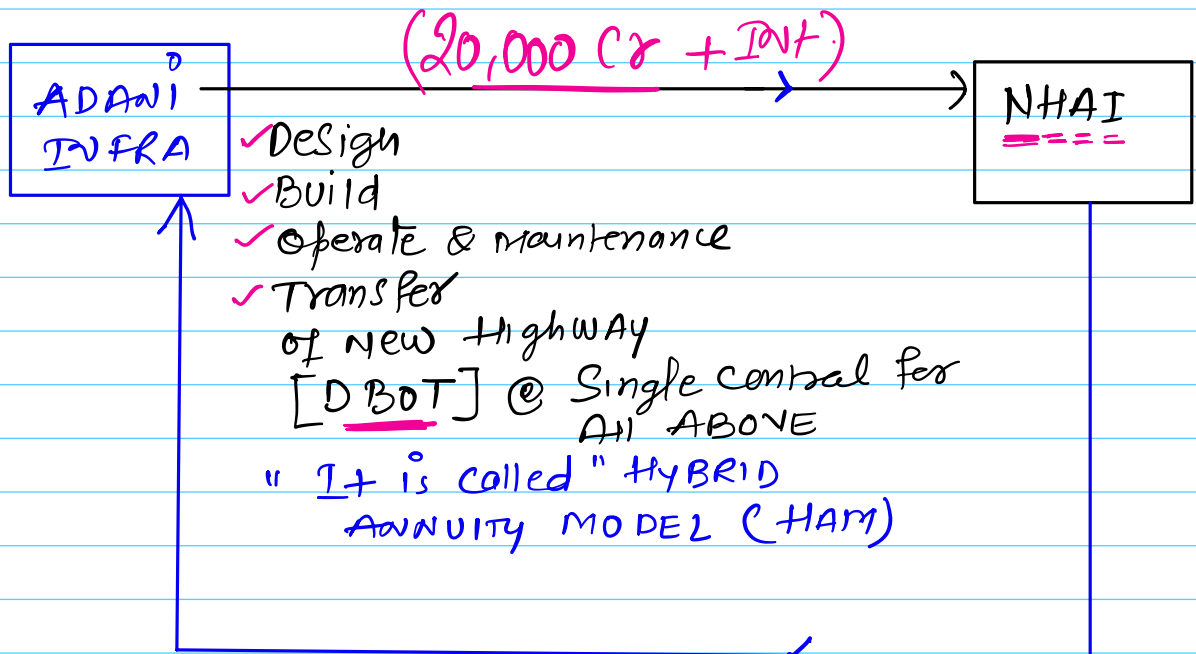 (20,000 Cr + Int.)
ADANI
INFRA
NHAI
Design
Build
Operate & Maintenance
Transfer
of New Highway
[DBOT] @ Single Contral for
All ABOVE
" It is called " HYBRID
ANNUITY MODEL (HAM)